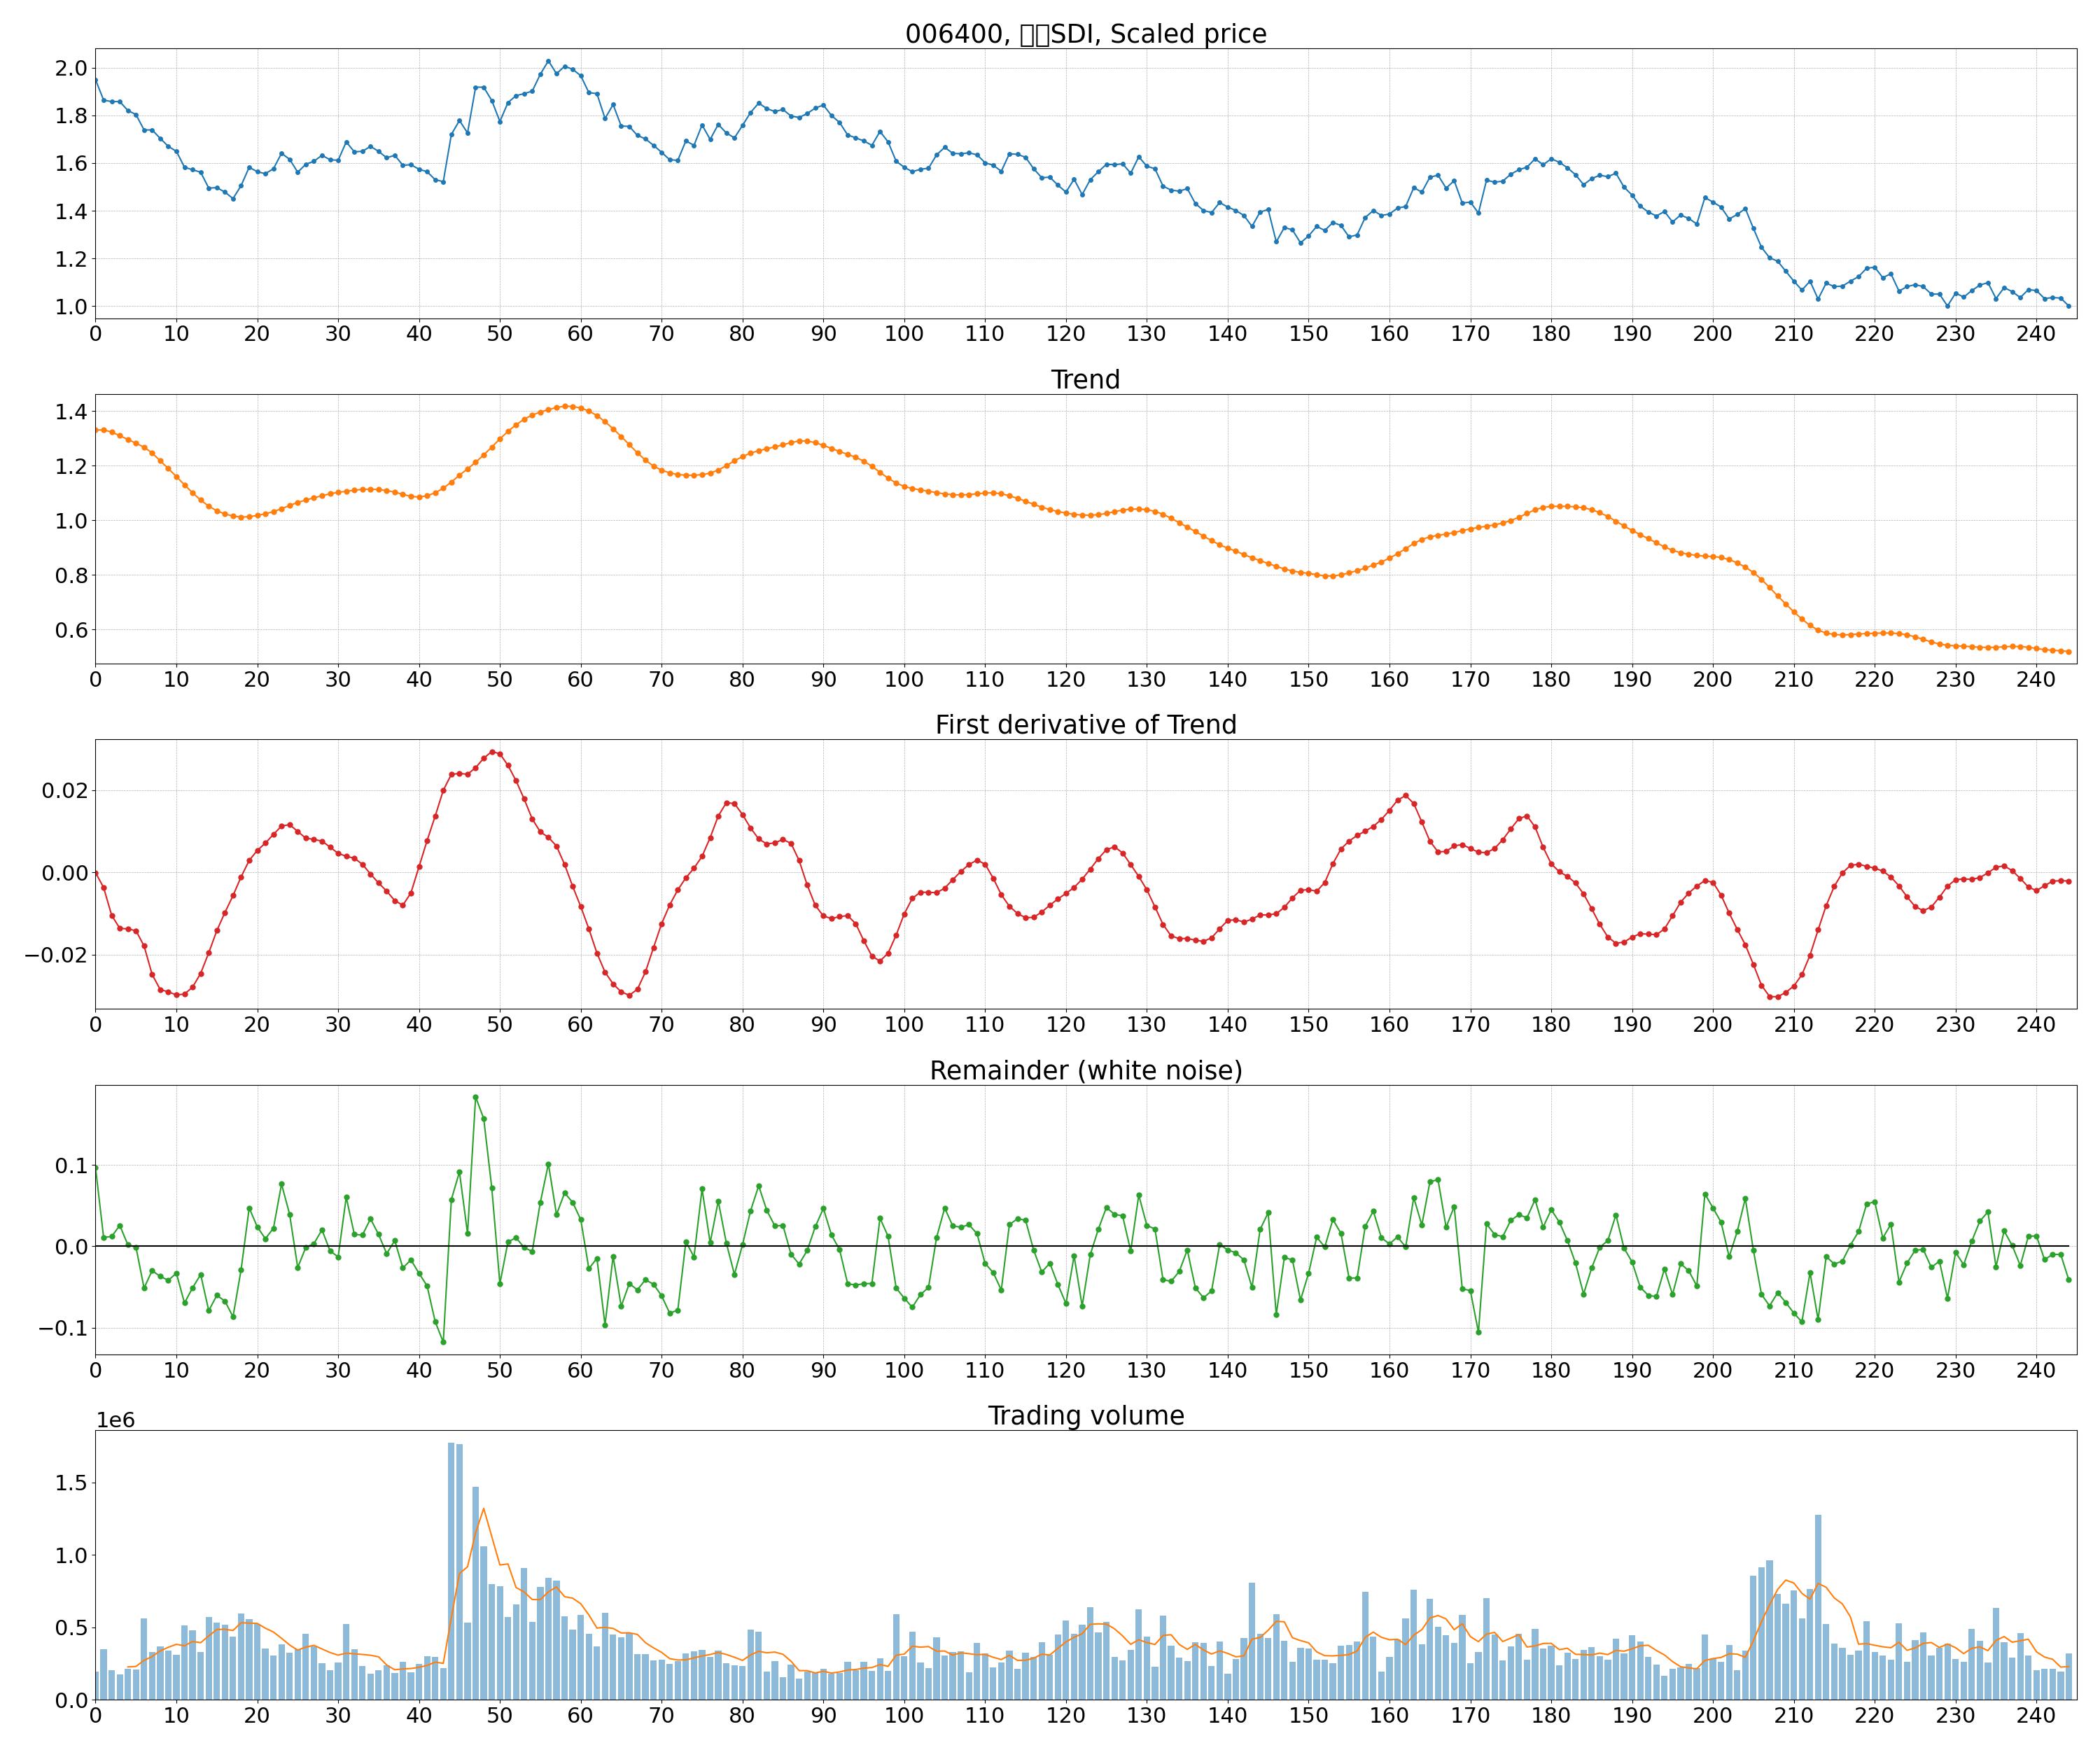 006400, □□SDI, Scaled price
2.0
1.8
1.6
1.4
1.2
1.0
0 10 20 30 40 50 60 70 80 90 100 110 120 130 140 150 160 170 180 190 200 210 220 230 240
Trend
1.4
1.2
1.0
0.8
0.6
0 10 20 30 40 50 60 70 80 90 100 110 120 130 140 150 160 170 180 190 200 210 220 230 240
First derivative of Trend
0.02
0.00
−0.02
0 10 20 30 40 50 60 70 80 90 100 110 120 130 140 150 160 170 180 190 200 210 220 230 240
Remainder (white noise)
0.1
0.0
−0.1
0 10 20 30 40 50 60 70 80 90 100 110 120 130 140 150 160 170 180 190 200 210 220 230 240
Trading volume
1e6
1.5
1.0
0.5
0.0
0 10 20 30 40 50 60 70 80 90 100 110 120 130 140 150 160 170 180 190 200 210 220 230 240